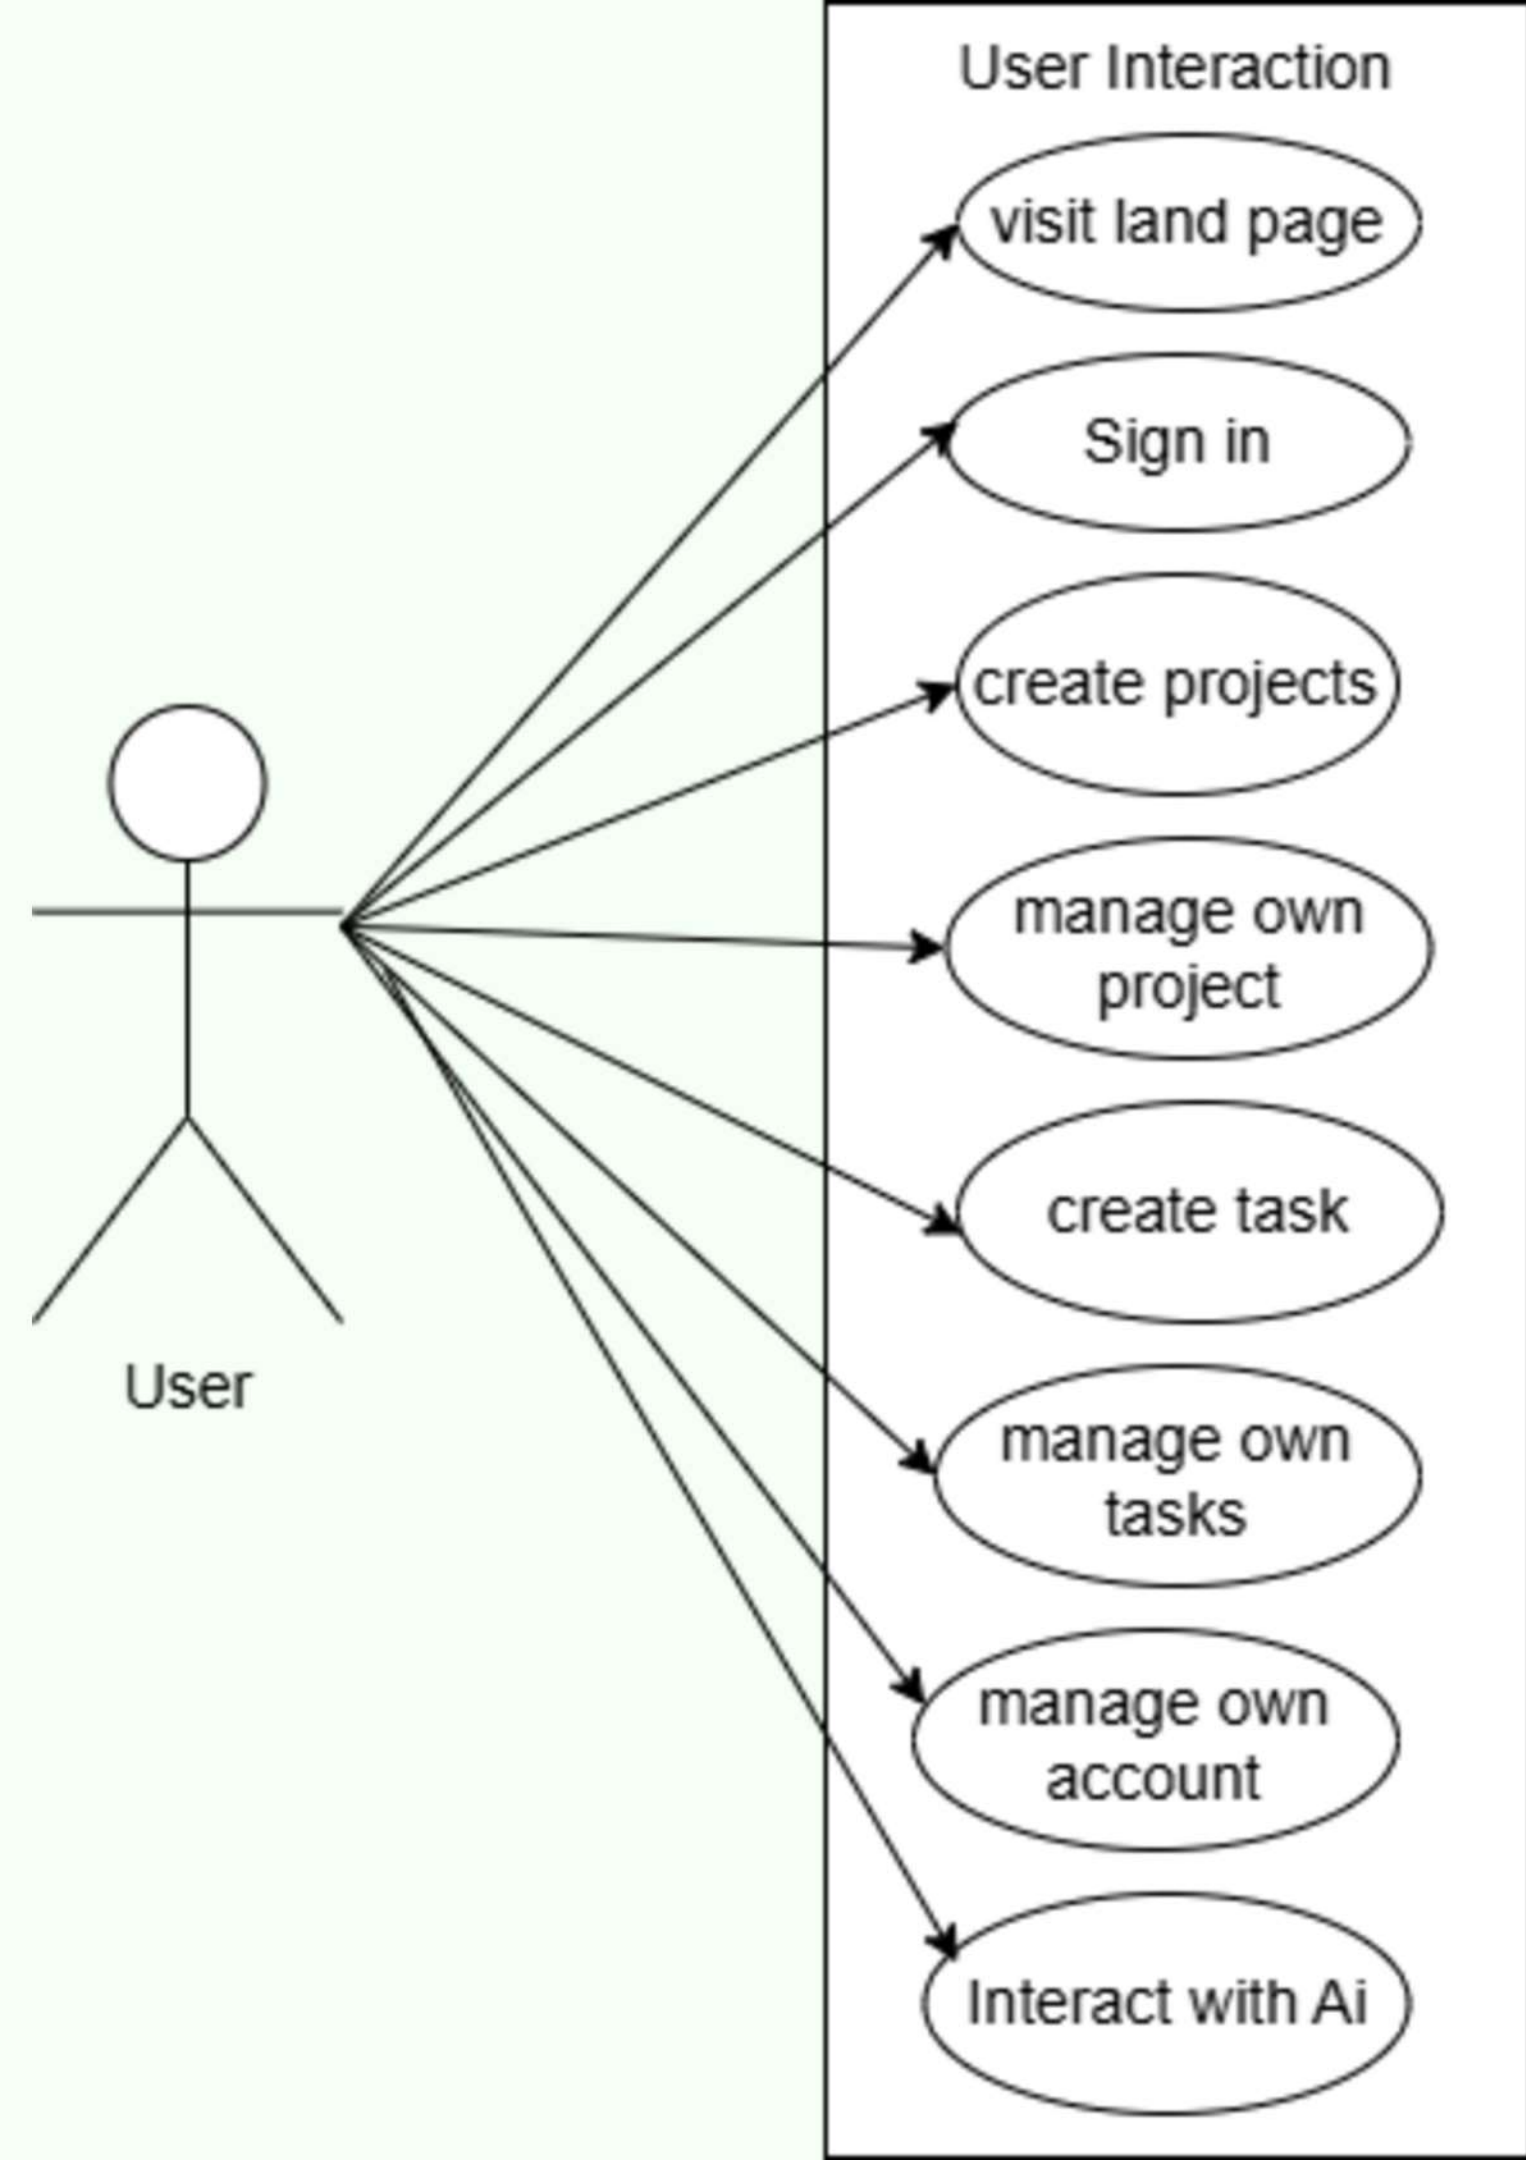 User Interaction
visit land page
Sign in
create projects
manage own
project
create task
manage own
tasks
User
manage own
account
Interact with Ai